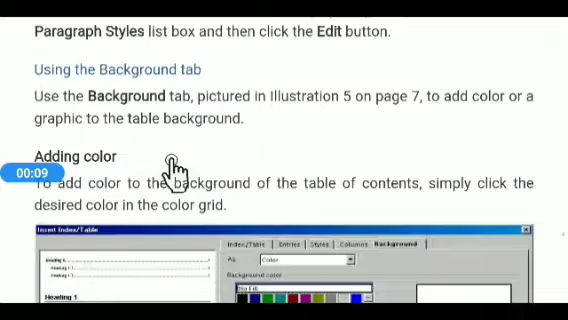 Paragraph Styles list box and then click the Edit button.
Using the Background tab
Use the Background tab, pictured in Illustration 5 on page 7, to add color or a
graphic to the table background.
Adding color
00:09
To add color to the background of the table of contents, simply click the
desired color in the color grid.
Insert Index/Table
Index/Table Entries Styles Columns Background
As Color
Background color
No Fill
Heading 1